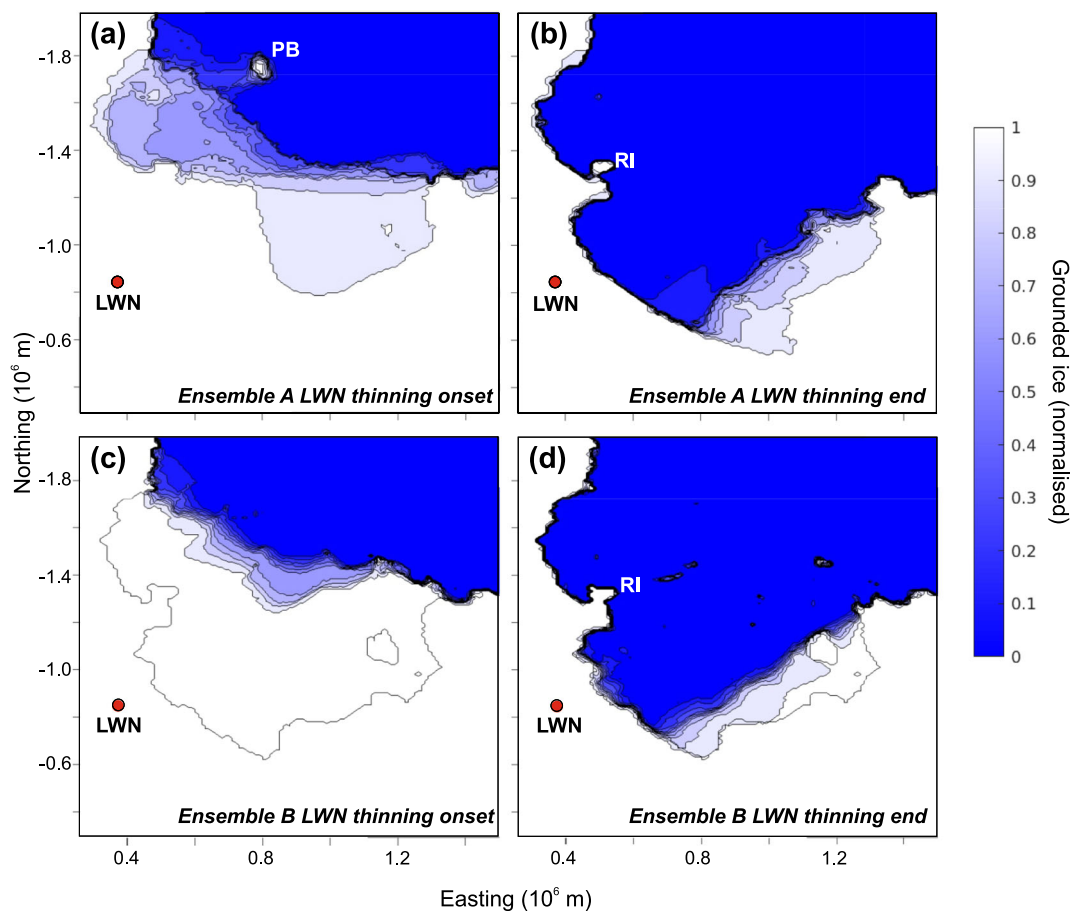 (a)
PB
LWN
Ensemble A LWN thinning onset
(b)
RI
LWN
Ensemble A LWN thinning end
(c)
LWN
Ensemble B LWN thinning onset
(d)
RI
LWN
Ensemble B LWN thinning end
-1.8
-1.4
-1.0
-0.6
-1.8
-1.4
-1.0
-0.6
Northing (10⁶ m)
0.4 0.8 1.2
0.4 0.8 1.2
Easting (10⁶ m)
1
0.9
0.8
0.7
0.6
0.5
0.4
0.3
0.2
0.1
0
Grounded ice (normalised)